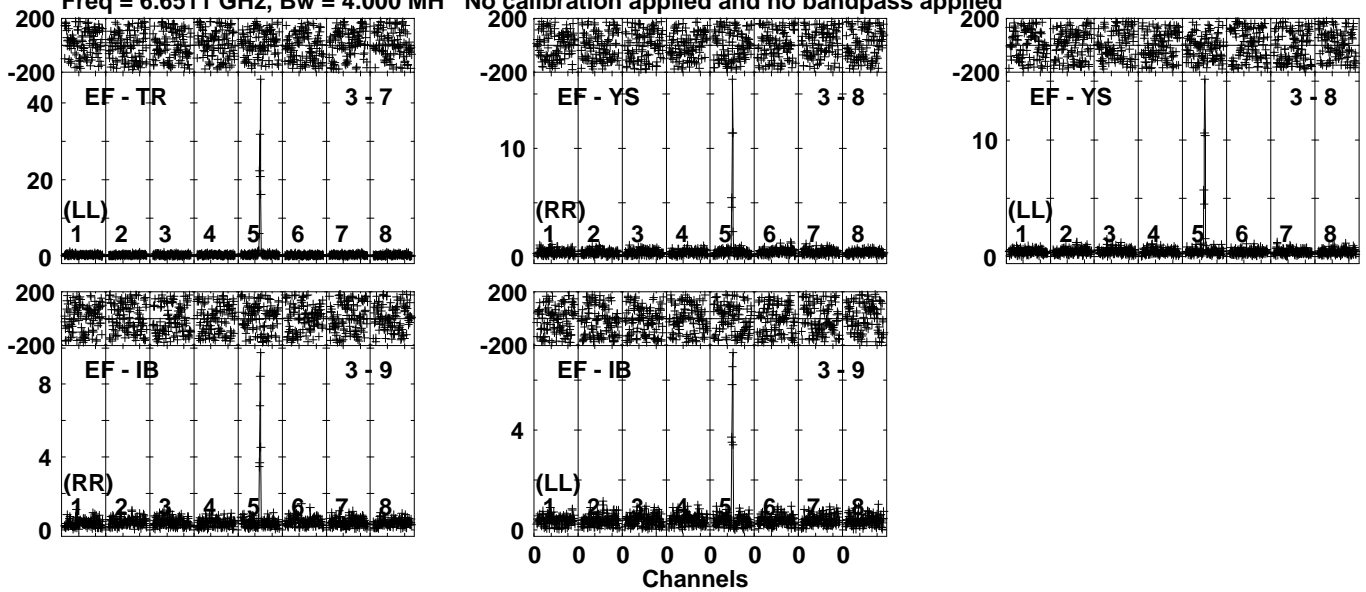 Freq = 6.6511 GHz, Bw = 4.000 MH No calibration applied and no bandpass applied
200 200 200
-200 -200 -200
EF - TR 3 - 7 EF - YS 3 - 8 EF - YS 3 - 8
40
10 10
20
(LL) (RR) (LL)
1 2 3 4 5 6 7 8 1 2 3 4 5 6 7 8 1 2 3 4 5 6 7 8
0 0 0
200 200
-200 -200
EF - IB 3 - 9 EF - IB 3 - 9
8
4 4
(RR) (LL)
1 2 3 4 5 6 7 8 1 2 3 4 5 6 7 8
0 0
0 0 0 0 0 0 0 0
Channels